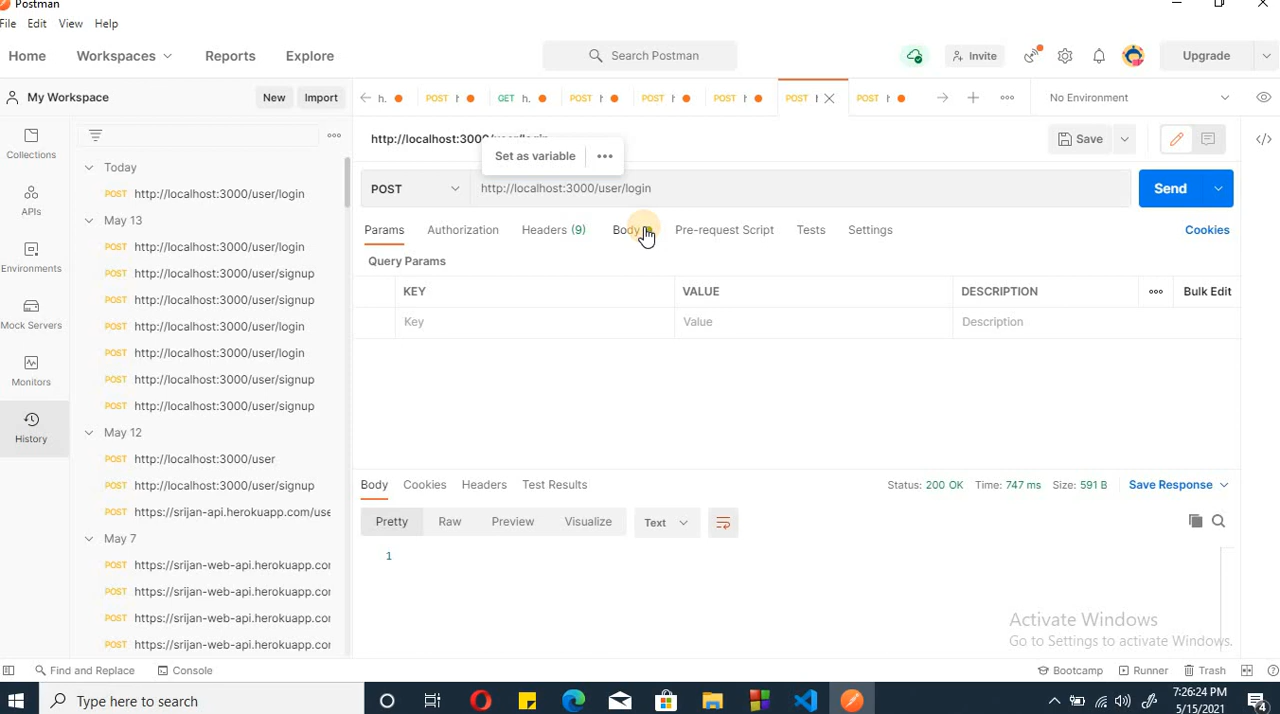 Postman
File Edit View Help
Home Workspaces Reports Explore
Search Postman
Invite
Upgrade
My Workspace
New Import
h.
POST
GET h.
POST
POST
POST
POST
POST
No Environment
Collections
APIs
Environments
Mock Servers
Monitors
History
Today
POST http://localhost:3000/user/login
May 13
POST http://localhost:3000/user/login
POST http://localhost:3000/user/signup
POST http://localhost:3000/user/signup
POST http://localhost:3000/user/login
POST http://localhost:3000/user/login
POST http://localhost:3000/user/signup
POST http://localhost:3000/user/signup
May 12
POST http://localhost:3000/user
POST http://localhost:3000/user/signup
POST https://srijan-api.herokuapp.com/use
May 7
POST https://srijan-web-api.herokuapp.cor
POST https://srijan-web-api.herokuapp.cor
POST https://srijan-web-api.herokuapp.cor
POST https://srijan-web-api.herokuapp.cor
http://localhost:3000/user/login
Save
Set as variable
POST http://localhost:3000/user/login
Send
Params Authorization Headers (9) Body Pre-request Script Tests Settings
Cookies
Query Params
KEY VALUE DESCRIPTION
Bulk Edit
Key Value Description
Body Cookies Headers Test Results
Status: 200 OK Time: 747 ms Size: 591 B
Save Response
Pretty Raw Preview Visualize Text
1
Activate Windows
Go to Settings to activate Windows.
Find and Replace Console
Bootcamp Runner Trash
Type here to search
7:26:24 PM
5/15/2021
4